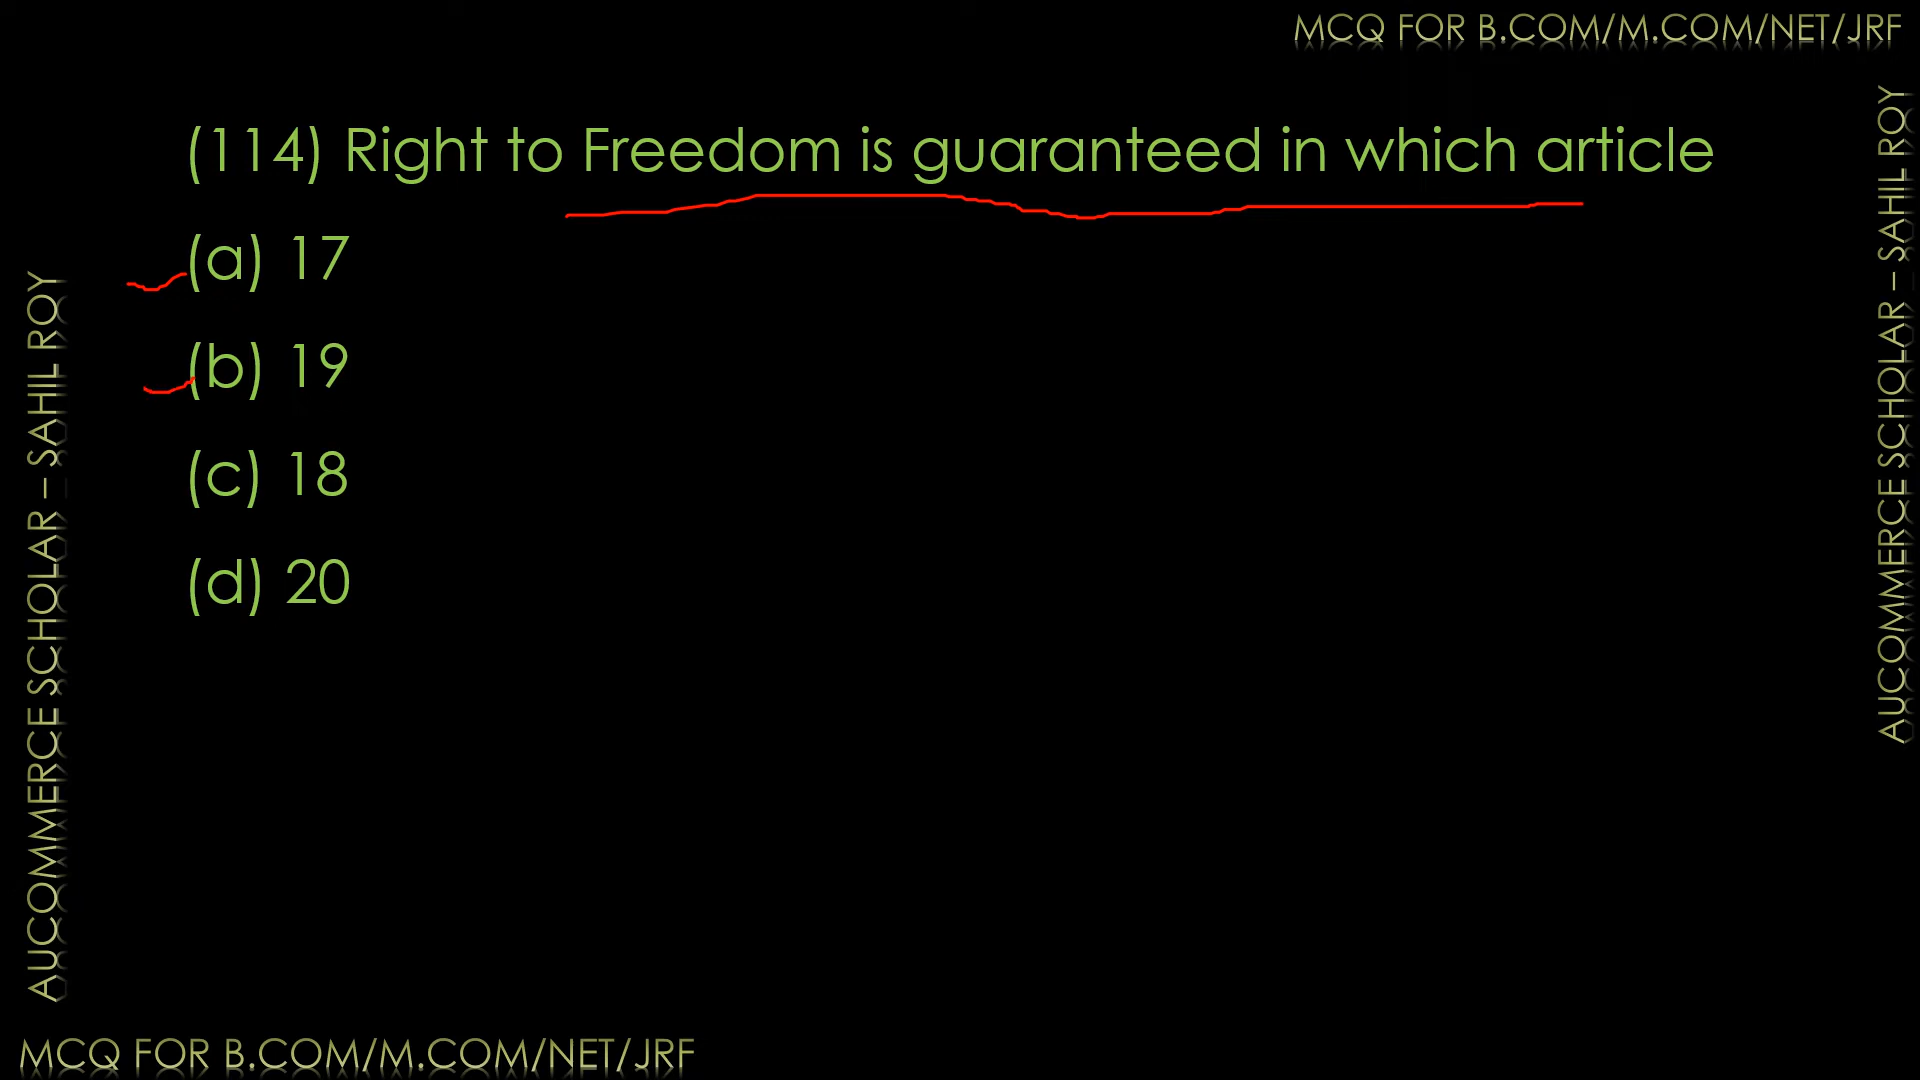 MCQ FOR B.COM/M.COM/NET/JRF
(114) Right to Freedom is guaranteed in which article
(a) 17
(b) 19
(c) 18
(d) 20
AUCOMMERCE SCHOLAR – SAHIL ROY
AUCOMMERCE SCHOLAR – SAHIL ROY
MCQ FOR B.COM/M.COM/NET/JRF